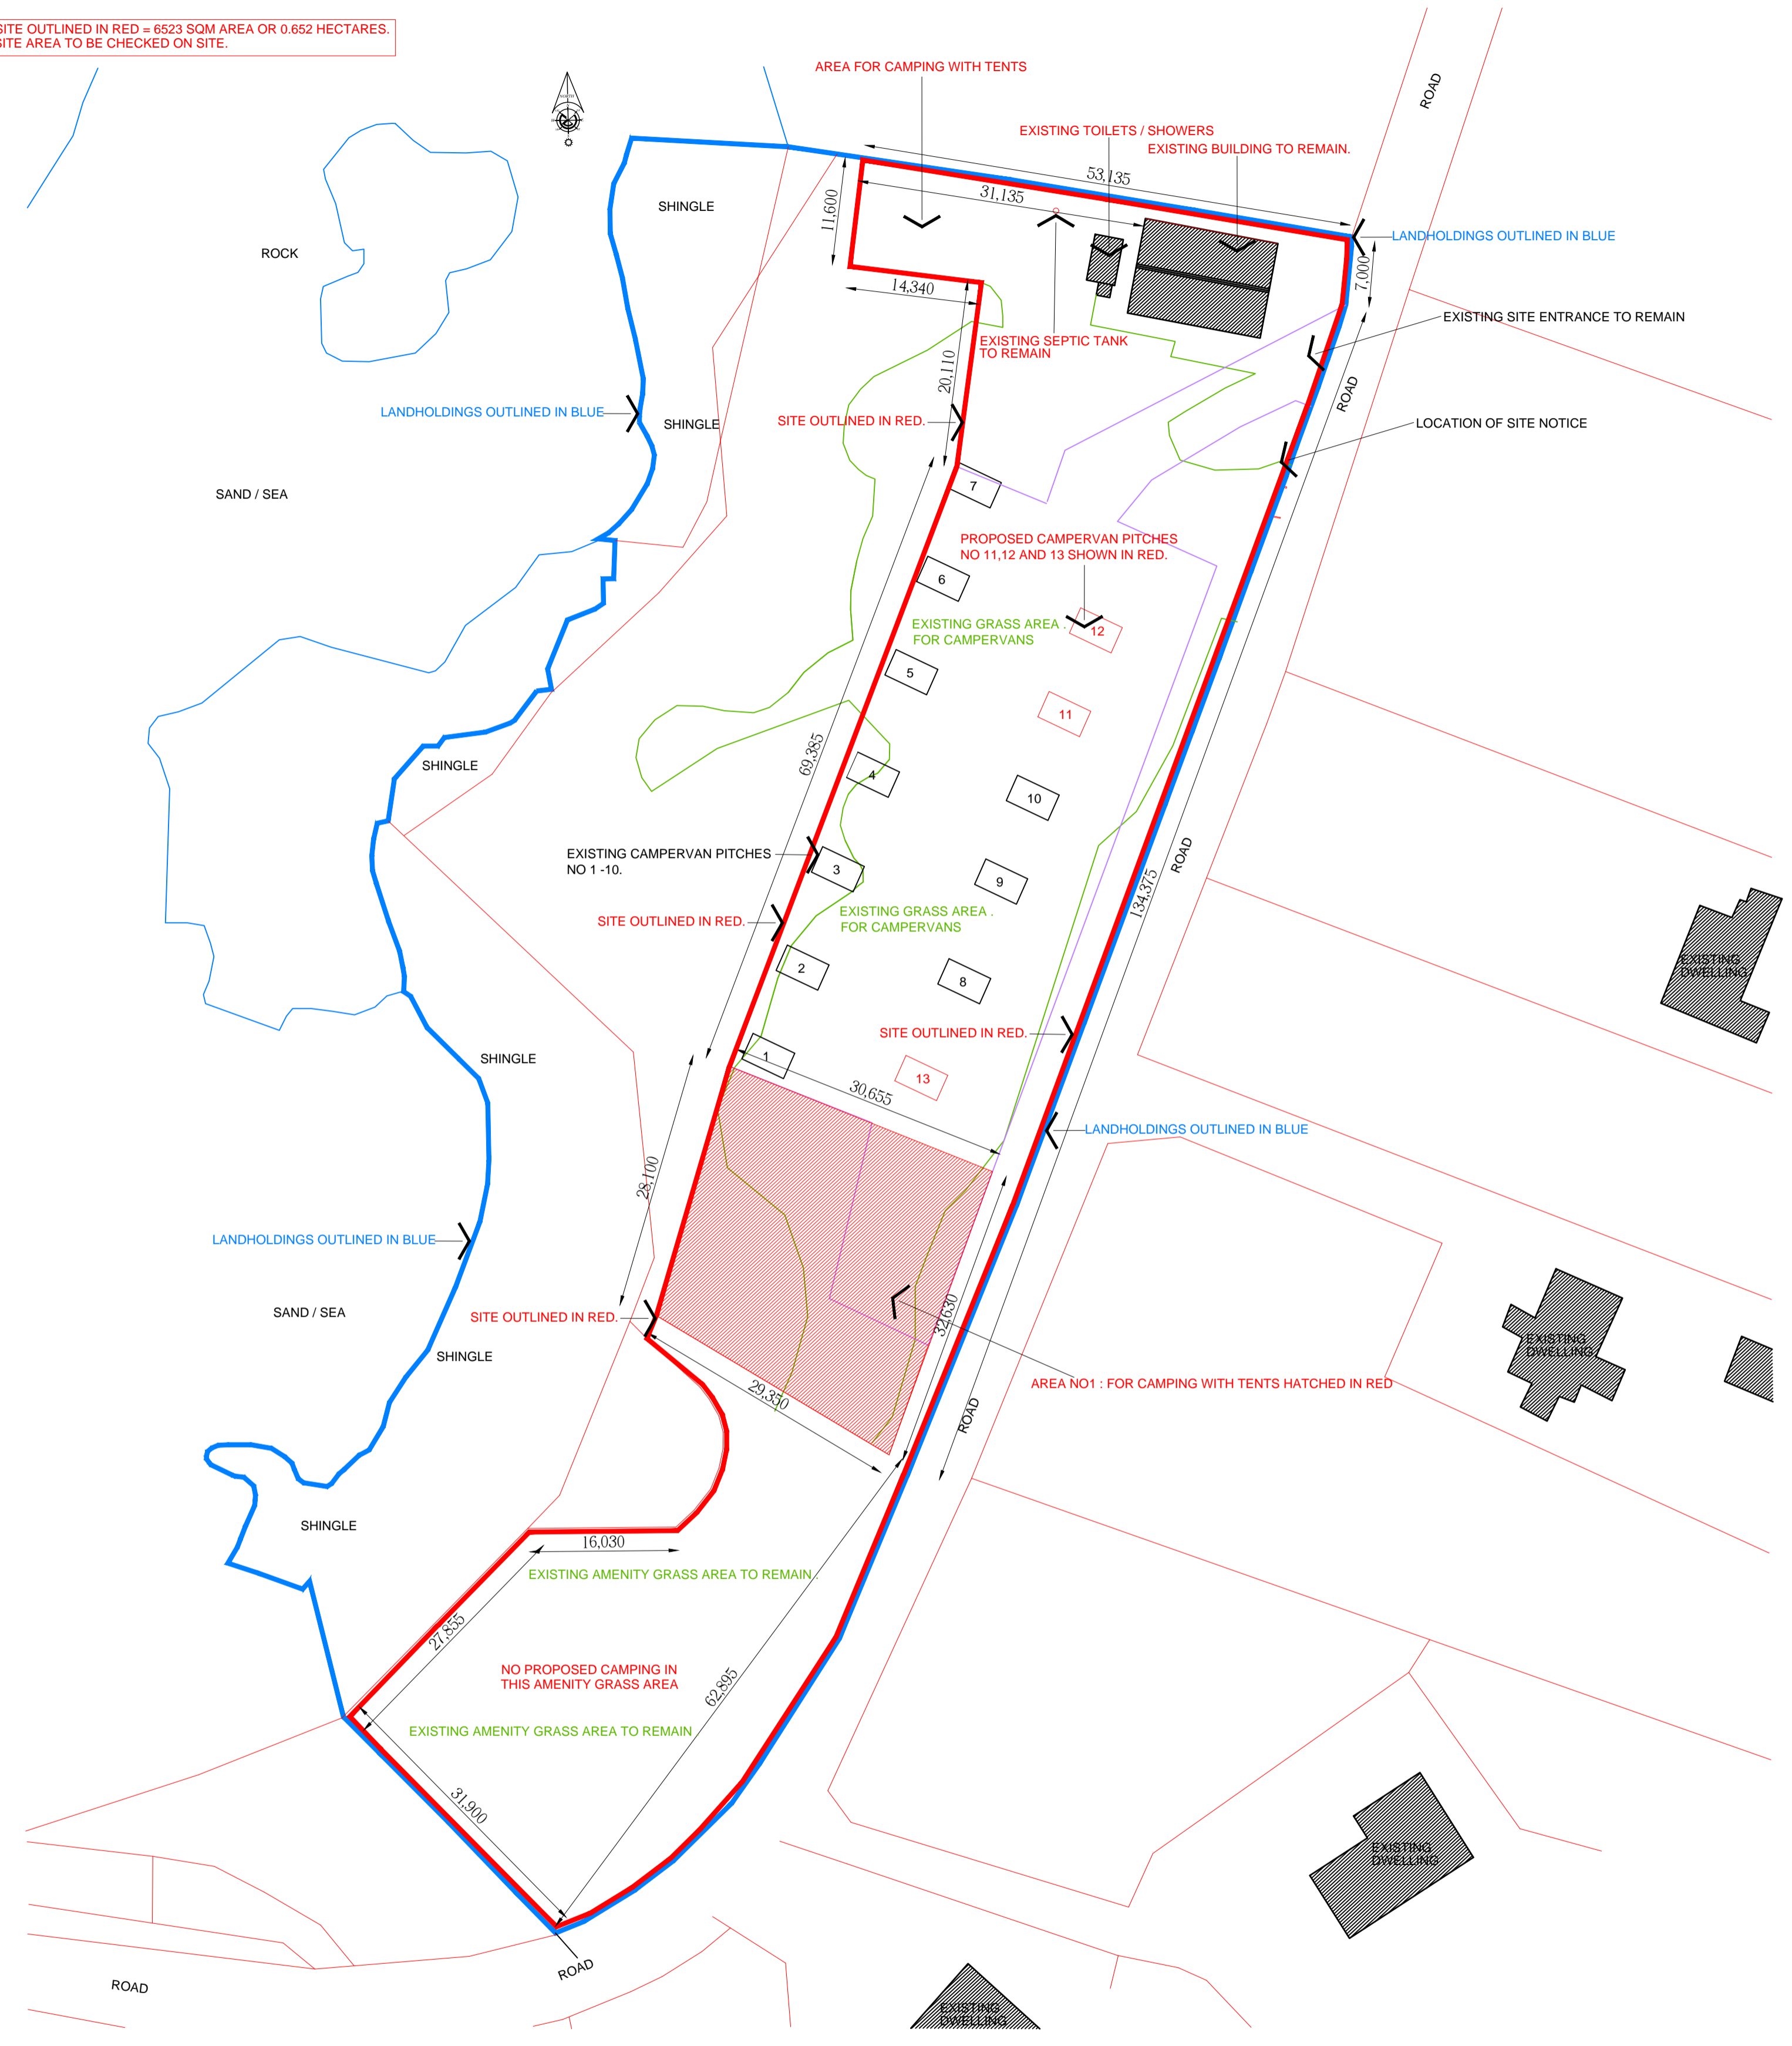 SITE OUTLINED IN RED = 6523 SQM AREA OR 0.652 HECTARES.
SITE AREA TO BE CHECKED ON SITE.
AREA FOR CAMPING WITH TENTS
ROAD
NORTH
EXISTING TOILETS / SHOWERS
EXISTING BUILDING TO REMAIN.
53,135
31,135
11,600
SHINGLE
ROCK
LANDHOLDINGS OUTLINED IN BLUE
7,000
14,340
EXISTING SITE ENTRANCE TO REMAIN
EXISTING SEPTIC TANK
TO REMAIN
20,110
ROAD
LANDHOLDINGS OUTLINED IN BLUE
SHINGLE
SITE OUTLINED IN RED.
LOCATION OF SITE NOTICE
SAND / SEA
7
PROPOSED CAMPERVAN PITCHES
NO 11,12 AND 13 SHOWN IN RED.
6
EXISTING GRASS AREA .
FOR CAMPERVANS
12
5
11
69,385
SHINGLE
4
10
EXISTING CAMPERVAN PITCHES
NO 1 -10.
3
ROAD
9
134,375
SITE OUTLINED IN RED.
EXISTING GRASS AREA .
FOR CAMPERVANS
2
8
EXISTING
DWELLING
SITE OUTLINED IN RED.
SHINGLE
1
13
30,655
LANDHOLDINGS OUTLINED IN BLUE
28,100
LANDHOLDINGS OUTLINED IN BLUE
SAND / SEA
SITE OUTLINED IN RED.
32,630
EXISTING
DWELLING
SHINGLE
29,350
AREA NO1 : FOR CAMPING WITH TENTS HATCHED IN RED
ROAD
SHINGLE
16,030
EXISTING AMENITY GRASS AREA TO REMAIN .
27,855
NO PROPOSED CAMPING IN
THIS AMENITY GRASS AREA
62,895
EXISTING AMENITY GRASS AREA TO REMAIN
31,900
EXISTING
DWELLING
ROAD
ROAD
EXISTING
DWELLING